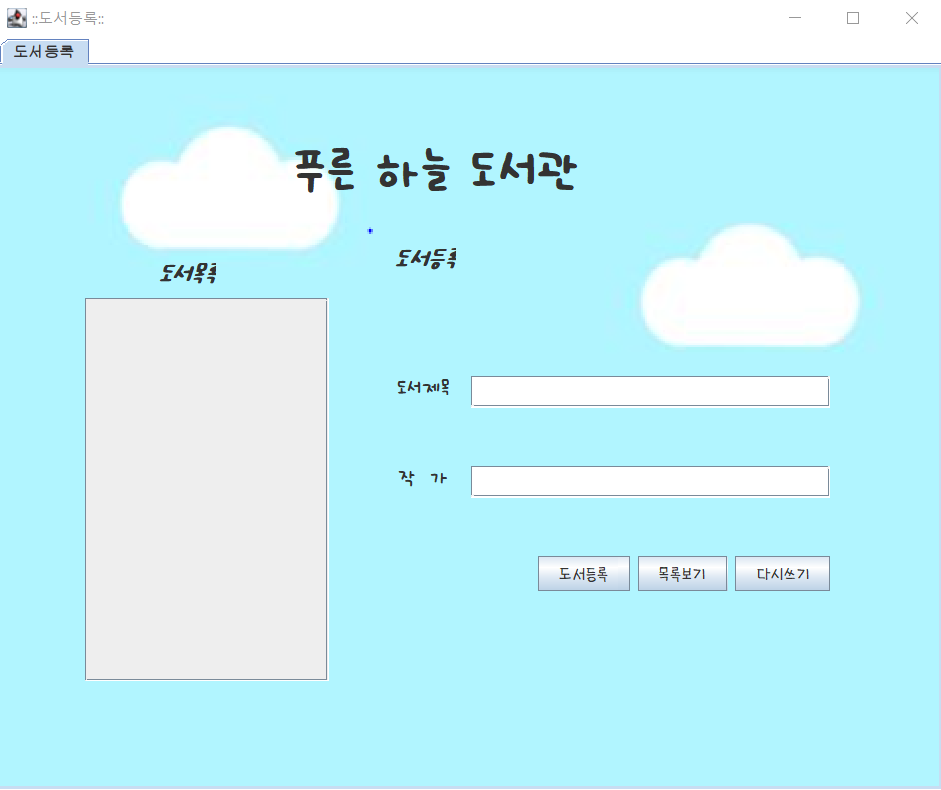 ::도서등록::
도서등록
푸른 하늘 도서관
도서등록
도서목록
도서제목
작 가
도서등록 목록보기 다시쓰기